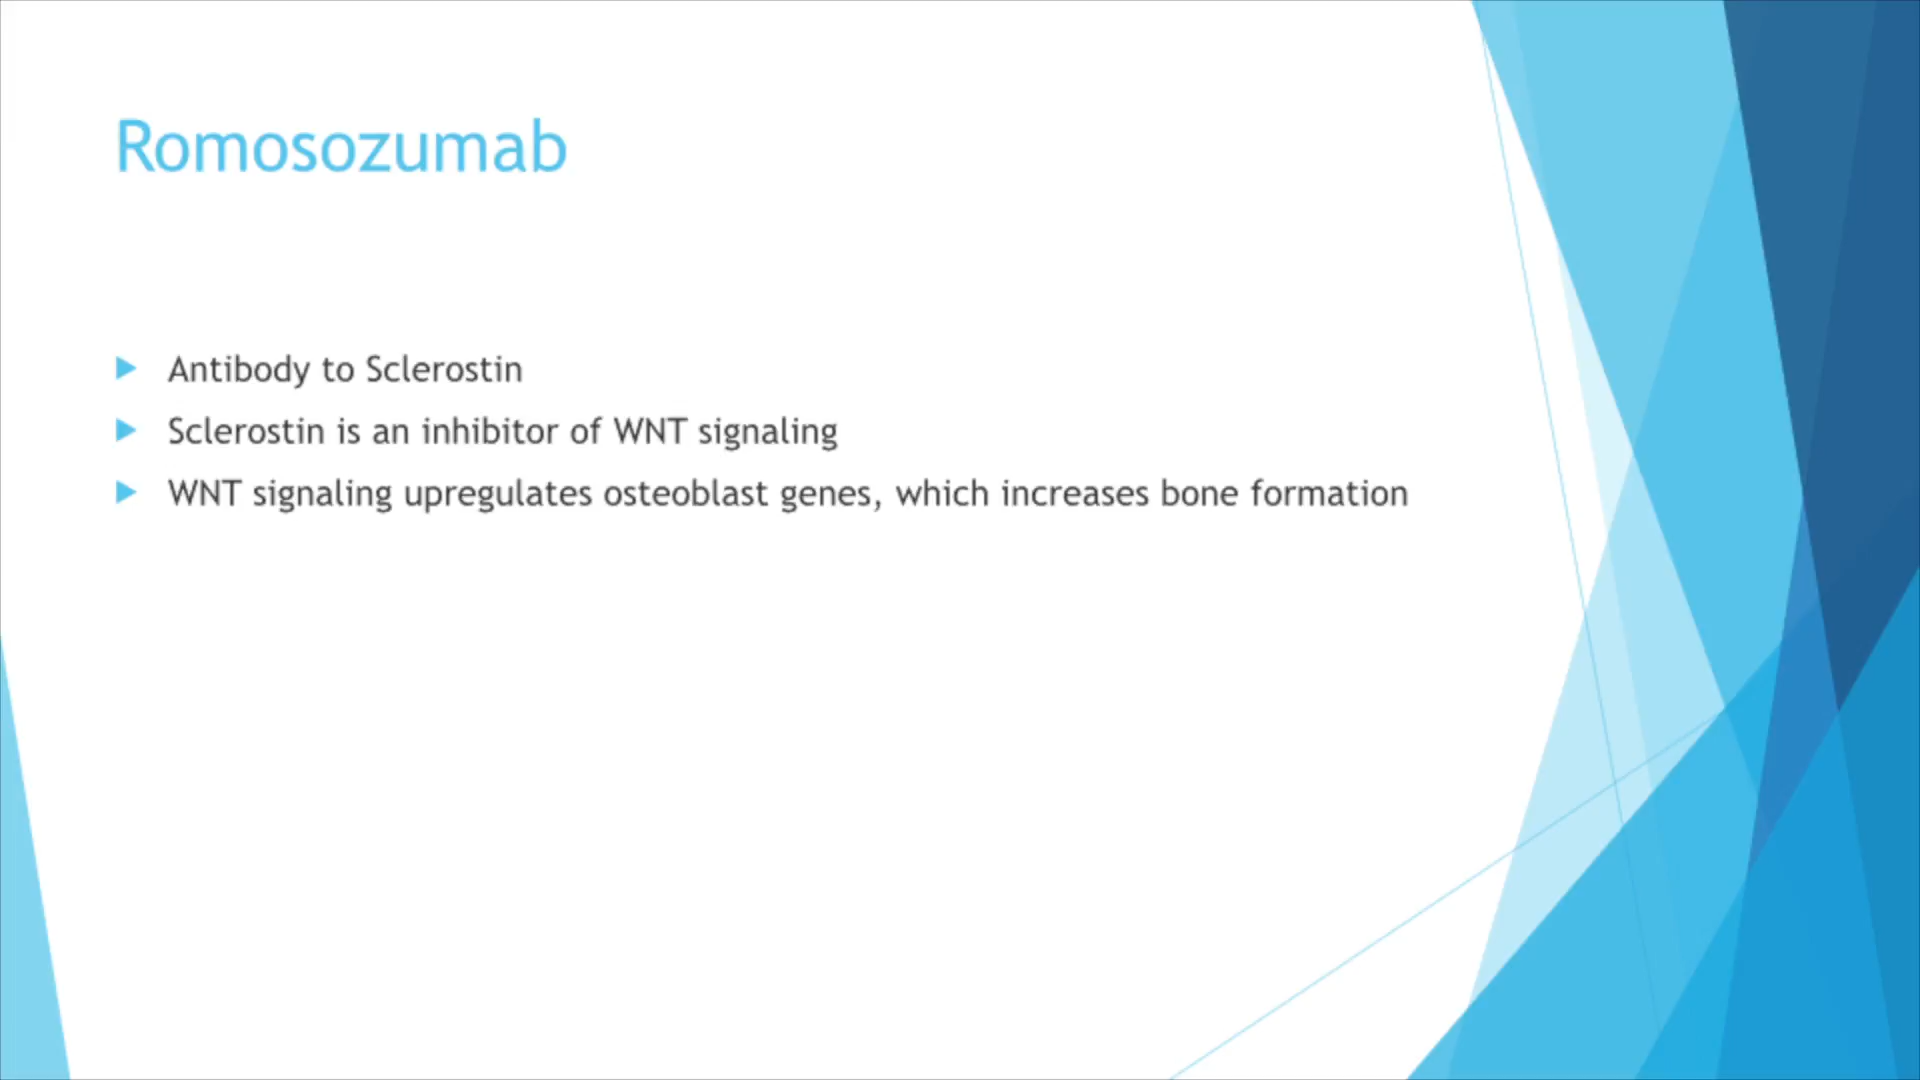 Romosozumab
Antibody to Sclerostin
Sclerostin is an inhibitor of WNT signaling
WNT signaling upregulates osteoblast genes, which increases bone formation